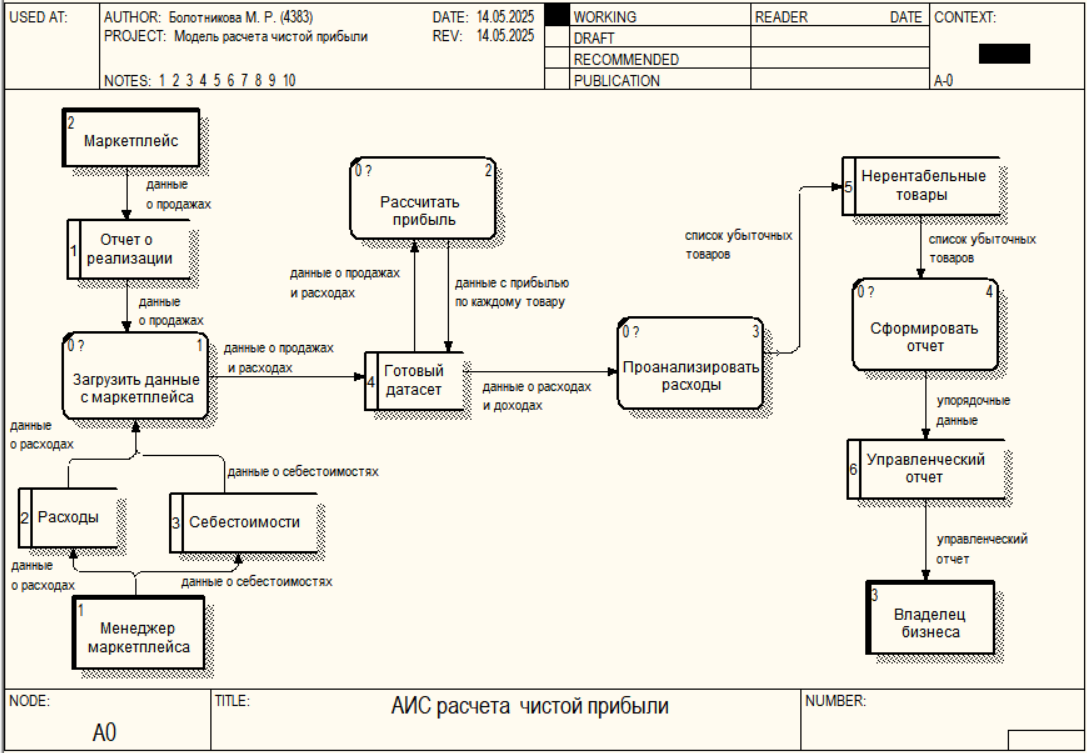 USED AT:
AUTHOR: Болотникова М. Р. (4383)
DATE: 14.05.2025
PROJECT: Модель расчета чистой прибыли
REV: 14.05.2025
NOTES: 1 2 3 4 5 6 7 8 9 10
WORKING
DRAFT
RECOMMENDED
PUBLICATION
READER DATE
CONTEXT:
A-0
2
Маркетплейс
данные
о продажах
1
Отчет о
реализации
данные
о продажах
0 ? 1
Загрузить данные
с маркетплейса
данные
о расходах
данные о себестоимостях
2 Расходы
3 Себестоимости
данные
о расходах
данные о себестоимостях
1
Менеджер
маркетплейса
данные о продажах
и расходах
0 ? 2
Рассчитать
прибыль
данные о продажах
и расходах
данные с прибылью
по каждому товару
4
Готовый
датасет
данные о расходах
и доходах
0 ? 3
Проанализировать
расходы
список убыточных
товаров
5
Нерентабельные
товары
список убыточных
товаров
0 ? 4
Сформировать
отчет
упорядочные
данные
6
Управленческий
отчет
управленческий
отчет
3
Владелец
бизнеса
NODE:
A0
TITLE:
АИС расчета чистой прибыли
NUMBER: